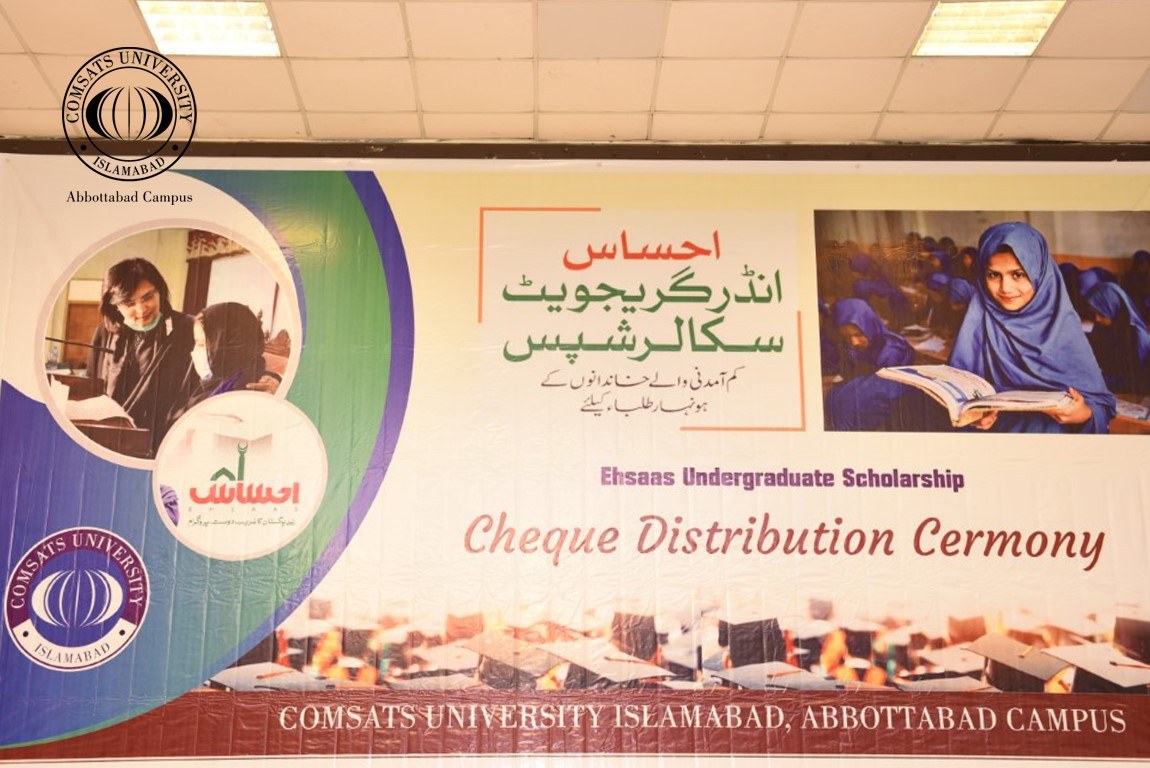 COMSATS UNIVERSITY
ISLAMABAD
Abbottabad Campus
احساس
انڈرگریجویٹ
سکالرشپس
کم آمدنی والے خاندانوں کے
ہونہار طلباء کیلئے
احساس
EHSAAS
Ehsaas Undergraduate Scholarship
Cheque Distribution Cermony
COMSATS UNIVERSITY
ISLAMABAD
COMSATS UNIVERSITY ISLAMABAD, ABBOTTABAD CAMPUS